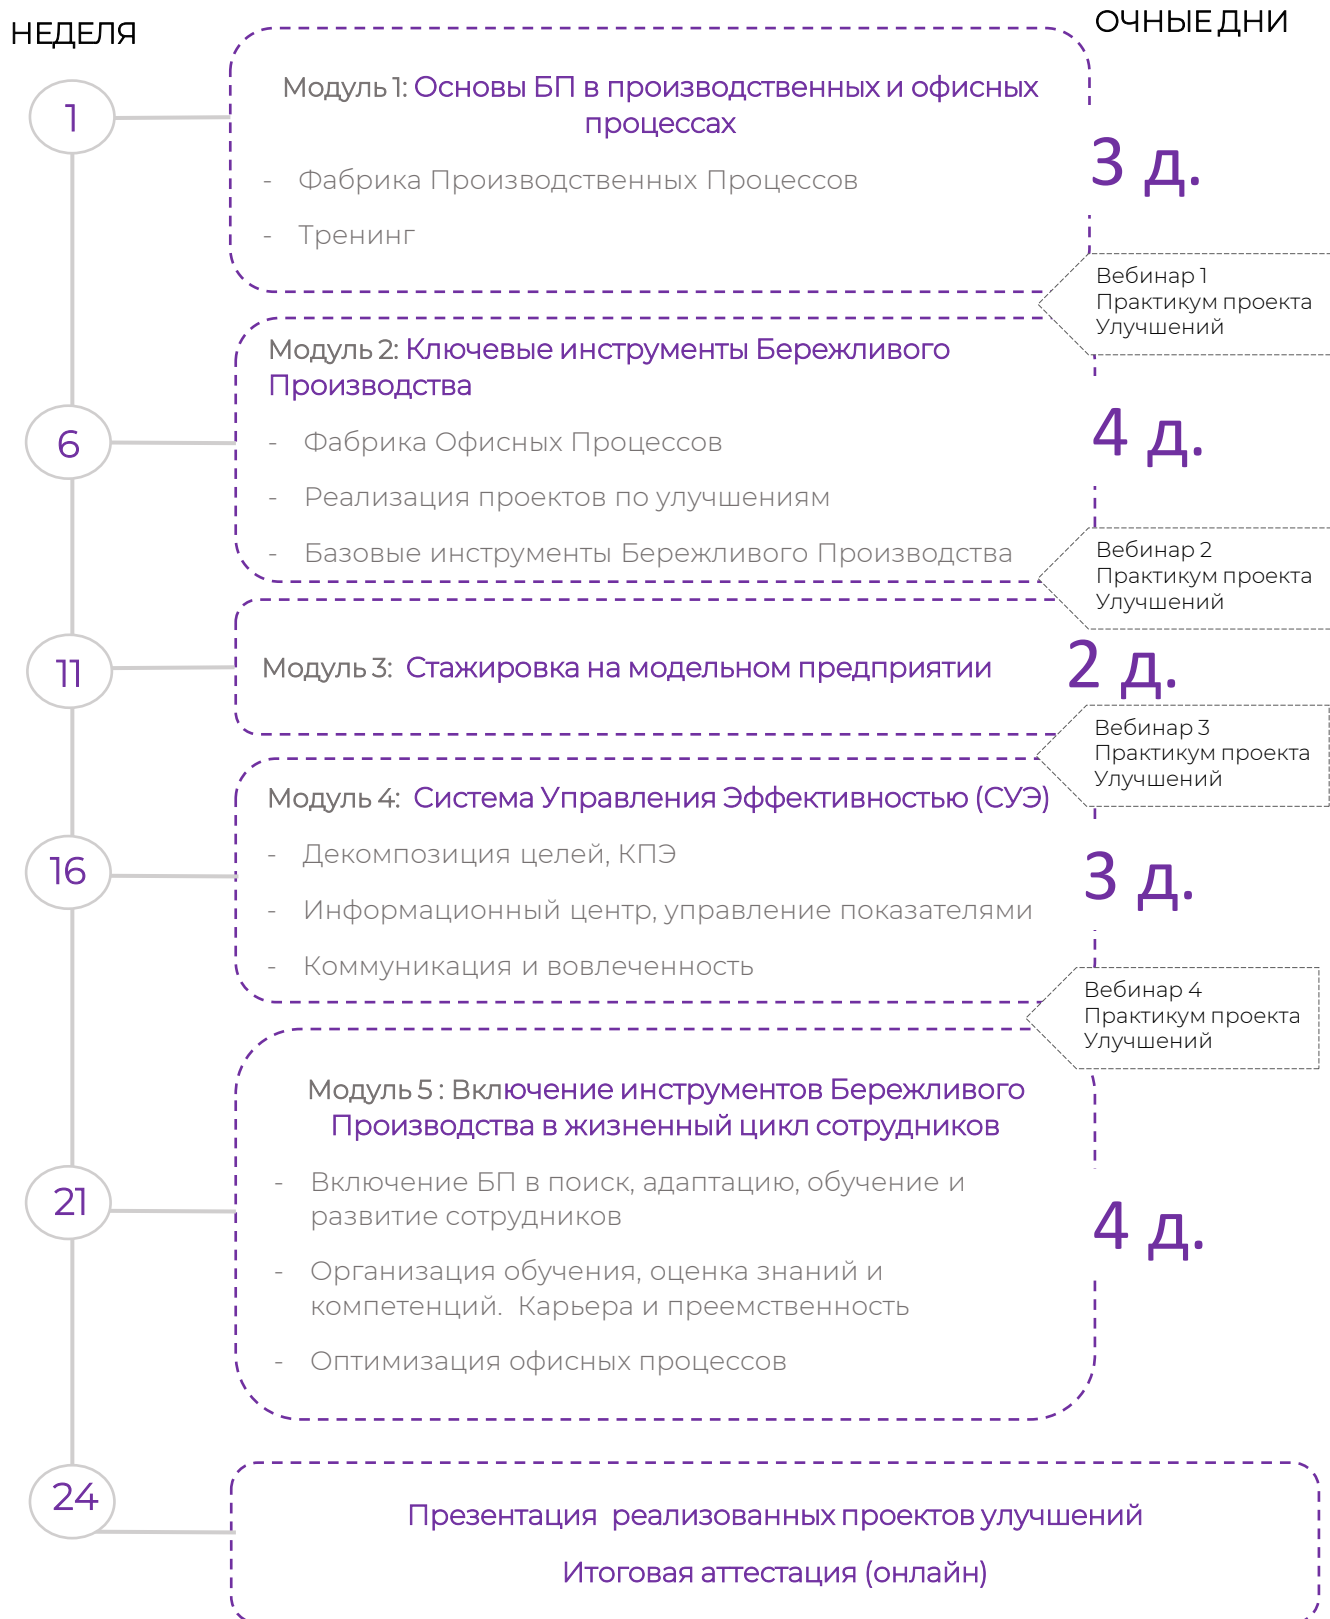 НЕДЕЛЯ
ОЧНЫЕ ДНИ
1
Модуль 1: Основы БП в производственных и офисных
процессах
- Фабрика Производственных Процессов
- Тренинг
3 д.
Вебинар 1
Практикум проекта
Улучшений
6
Модуль 2: Ключевые инструменты Бережливого
Производства
- Фабрика Офисных Процессов
- Реализация проектов по улучшениям
- Базовые инструменты Бережливого Производства
4 д.
Вебинар 2
Практикум проекта
Улучшений
11
Модуль 3: Стажировка на модельном предприятии
2 д.
Вебинар 3
Практикум проекта
Улучшений
16
Модуль 4: Система Управления Эффективностью (СУЭ)
- Декомпозиция целей, КПЭ
- Информационный центр, управление показателями
- Коммуникация и вовлеченность
3 д.
Вебинар 4
Практикум проекта
Улучшений
21
Модуль 5 : Включение инструментов Бережливого
Производства в жизненный цикл сотрудников
- Включение БП в поиск, адаптацию, обучение и
развитие сотрудников
- Организация обучения, оценка знаний и
компетенций. Карьера и преемственность
- Оптимизация офисных процессов
4 д.
24
Презентация реализованных проектов улучшений
Итоговая аттестация (онлайн)